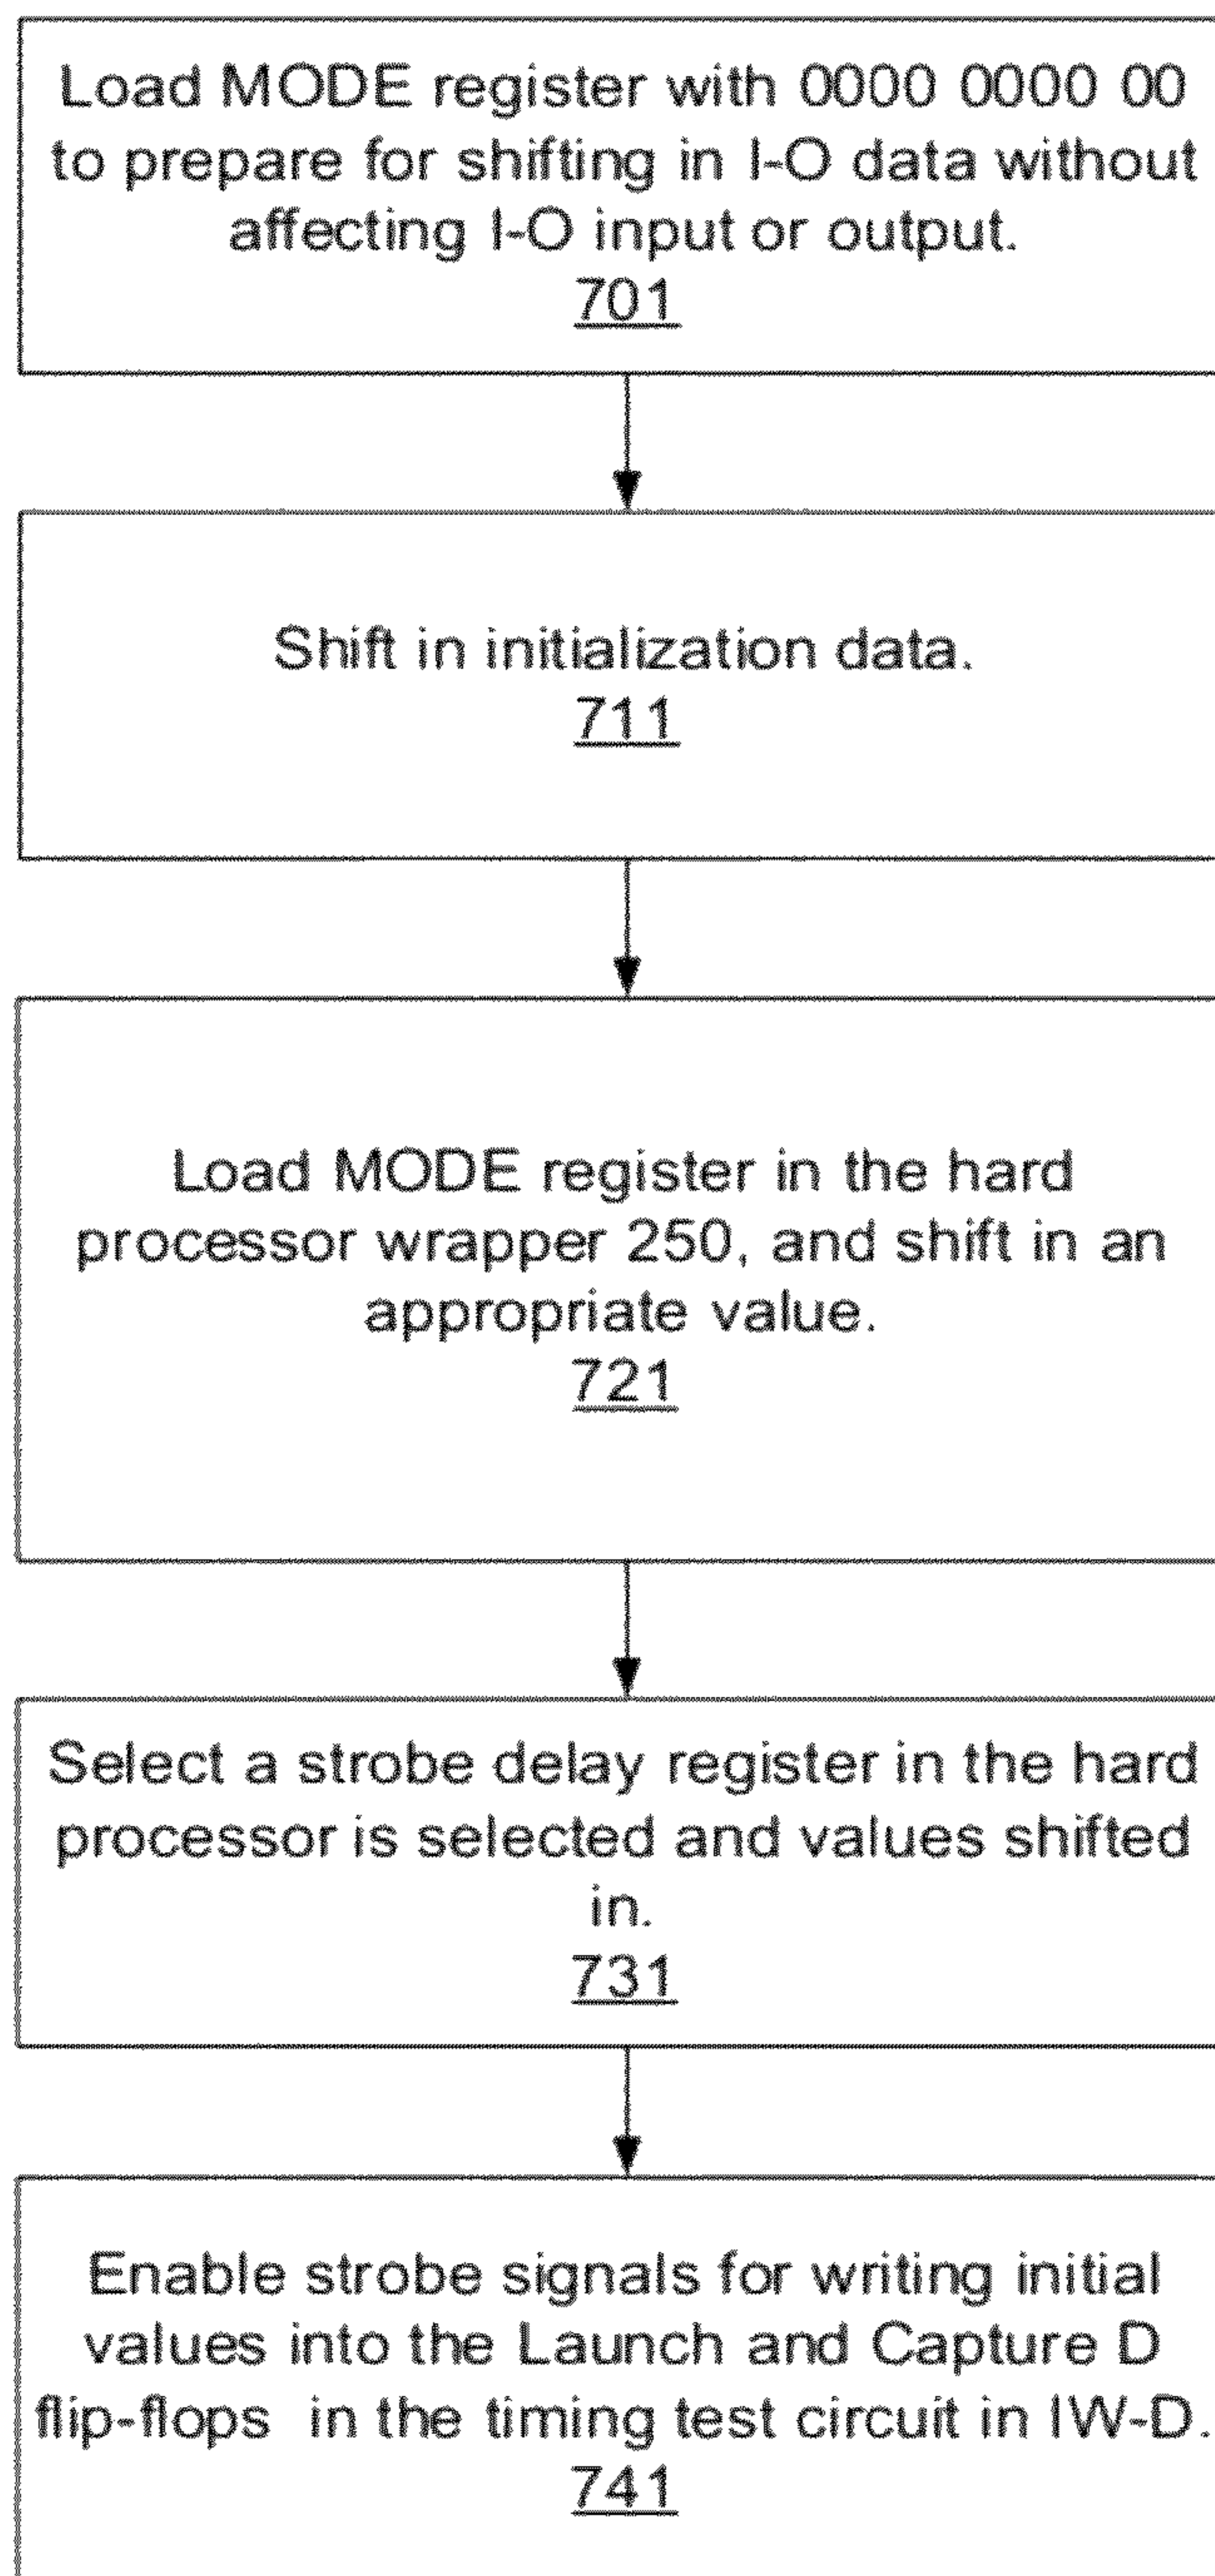 Load MODE register with 0000 0000 00
to prepare for shifting in I-O data without
affecting I-O input or output.
701
Shift in initialization data.
711
Load MODE register in the hard
processor wrapper 250, and shift in an
appropriate value.
721
Select a strobe delay register in the hard
processor is selected and values shifted
in.
731
Enable strobe signals for writing initial
values into the Launch and Capture D
flip-flops in the timing test circuit in IW-D.
741